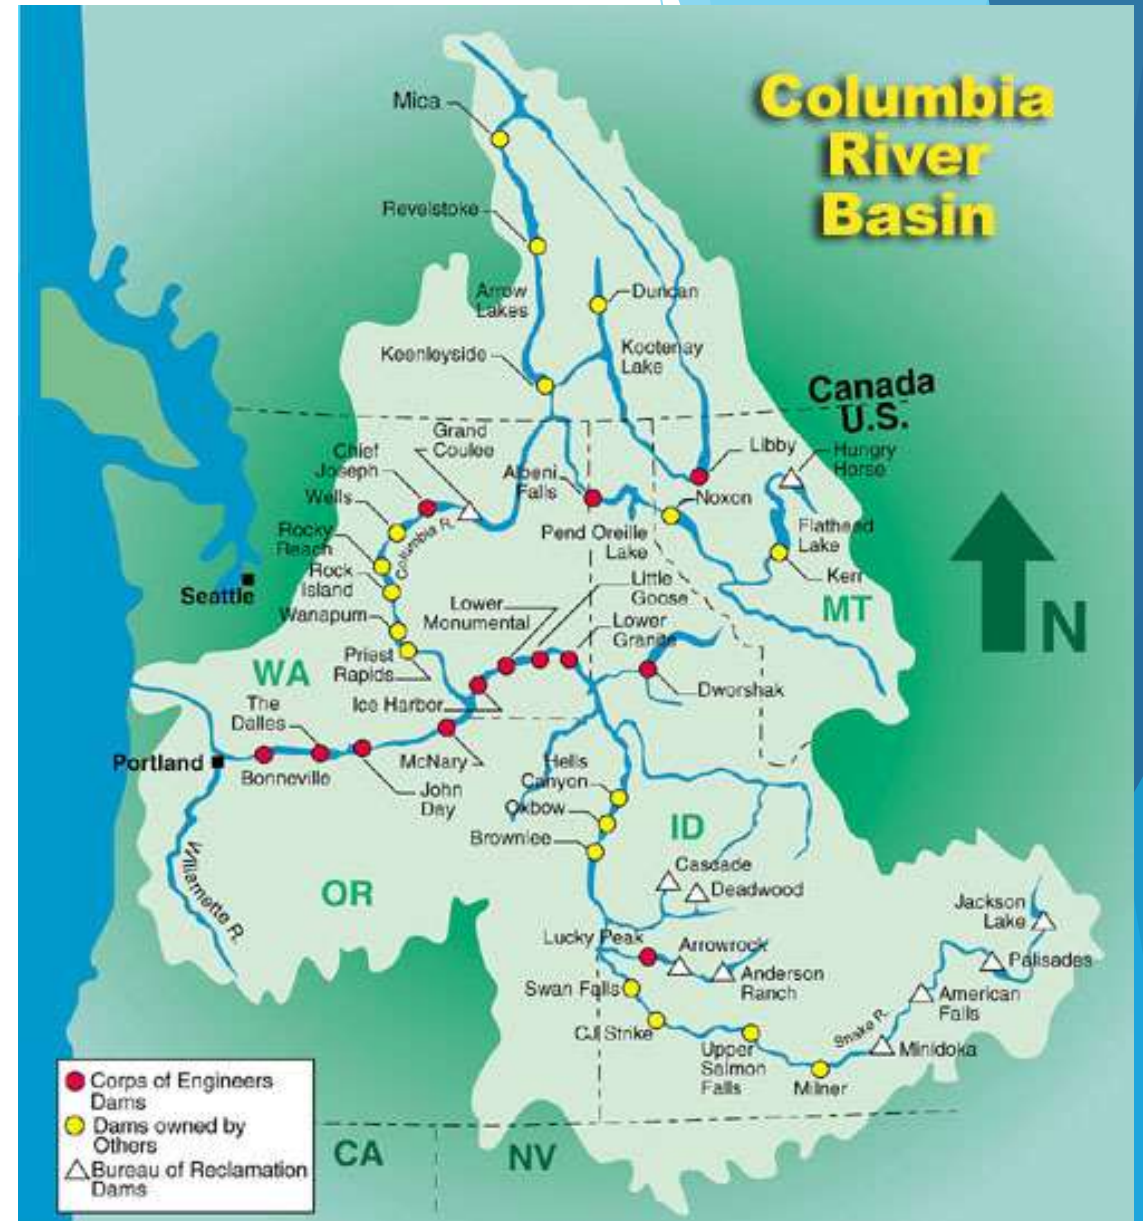 Columbia
River
Basin
Mica
Revelstoke
Arrow
Lakes
Duncan
Keenleyside
Kootenay
Lake
Canada
U.S.
Grand
Coulee
Chief
Joseph
Libby
Hungry
Horse
Albeni
Falls
Wells
Noxon
Columbia R.
Rocky
Reach
Pend Oreille
Lake
Flathead
Lake
Rock
Island
Kerr
Seattle
Little
Goose
Wanapum
Lower
Monumental
Lower
Granite
MT
N
Priest
Rapids
WA
Ice Harbor
Dworshak
The
Dalles
Portland
Bonneville
McNary
John
Day
Hells
Canyon
Oxbow
Brownlee
ID
Williamette R.
OR
Cascade
Deadwood
Jackson
Lake
Lucky Peak
Arrowrock
Palisades
Anderson
Ranch
Swan Falls
American
Falls
CJ Strike
Snake R.
Upper
Salmon
Falls
Minidoka
Milner
Corps of Engineers
Dams
Dams owned by
Others
Bureau of Reclamation
Dams
CA
NV